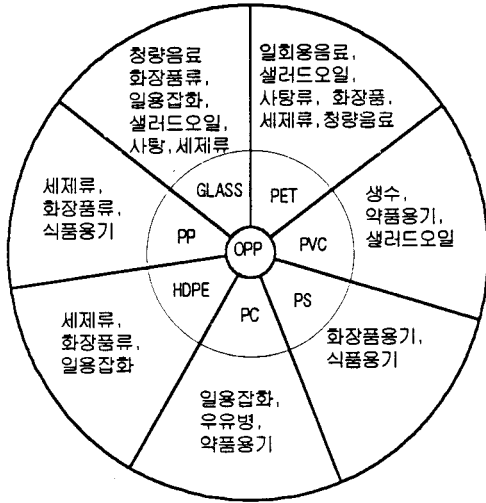 청량음료
화장품류,
일용잡화,
샐러드오일,
사탕,세제류
일회용음료,
샐러드오일,
사탕류, 화장품,
세제류,청량음료
생수,
약품용기,
샐러드오일
화장품용기,
식품용기
일용잡화,
우유병,
약품용기
세제류,
화장품류,
일용잡화
세제류,
화장품류,
식품용기
GLASS
PET
PVC
PS
PC
HDPE
PP
OPP